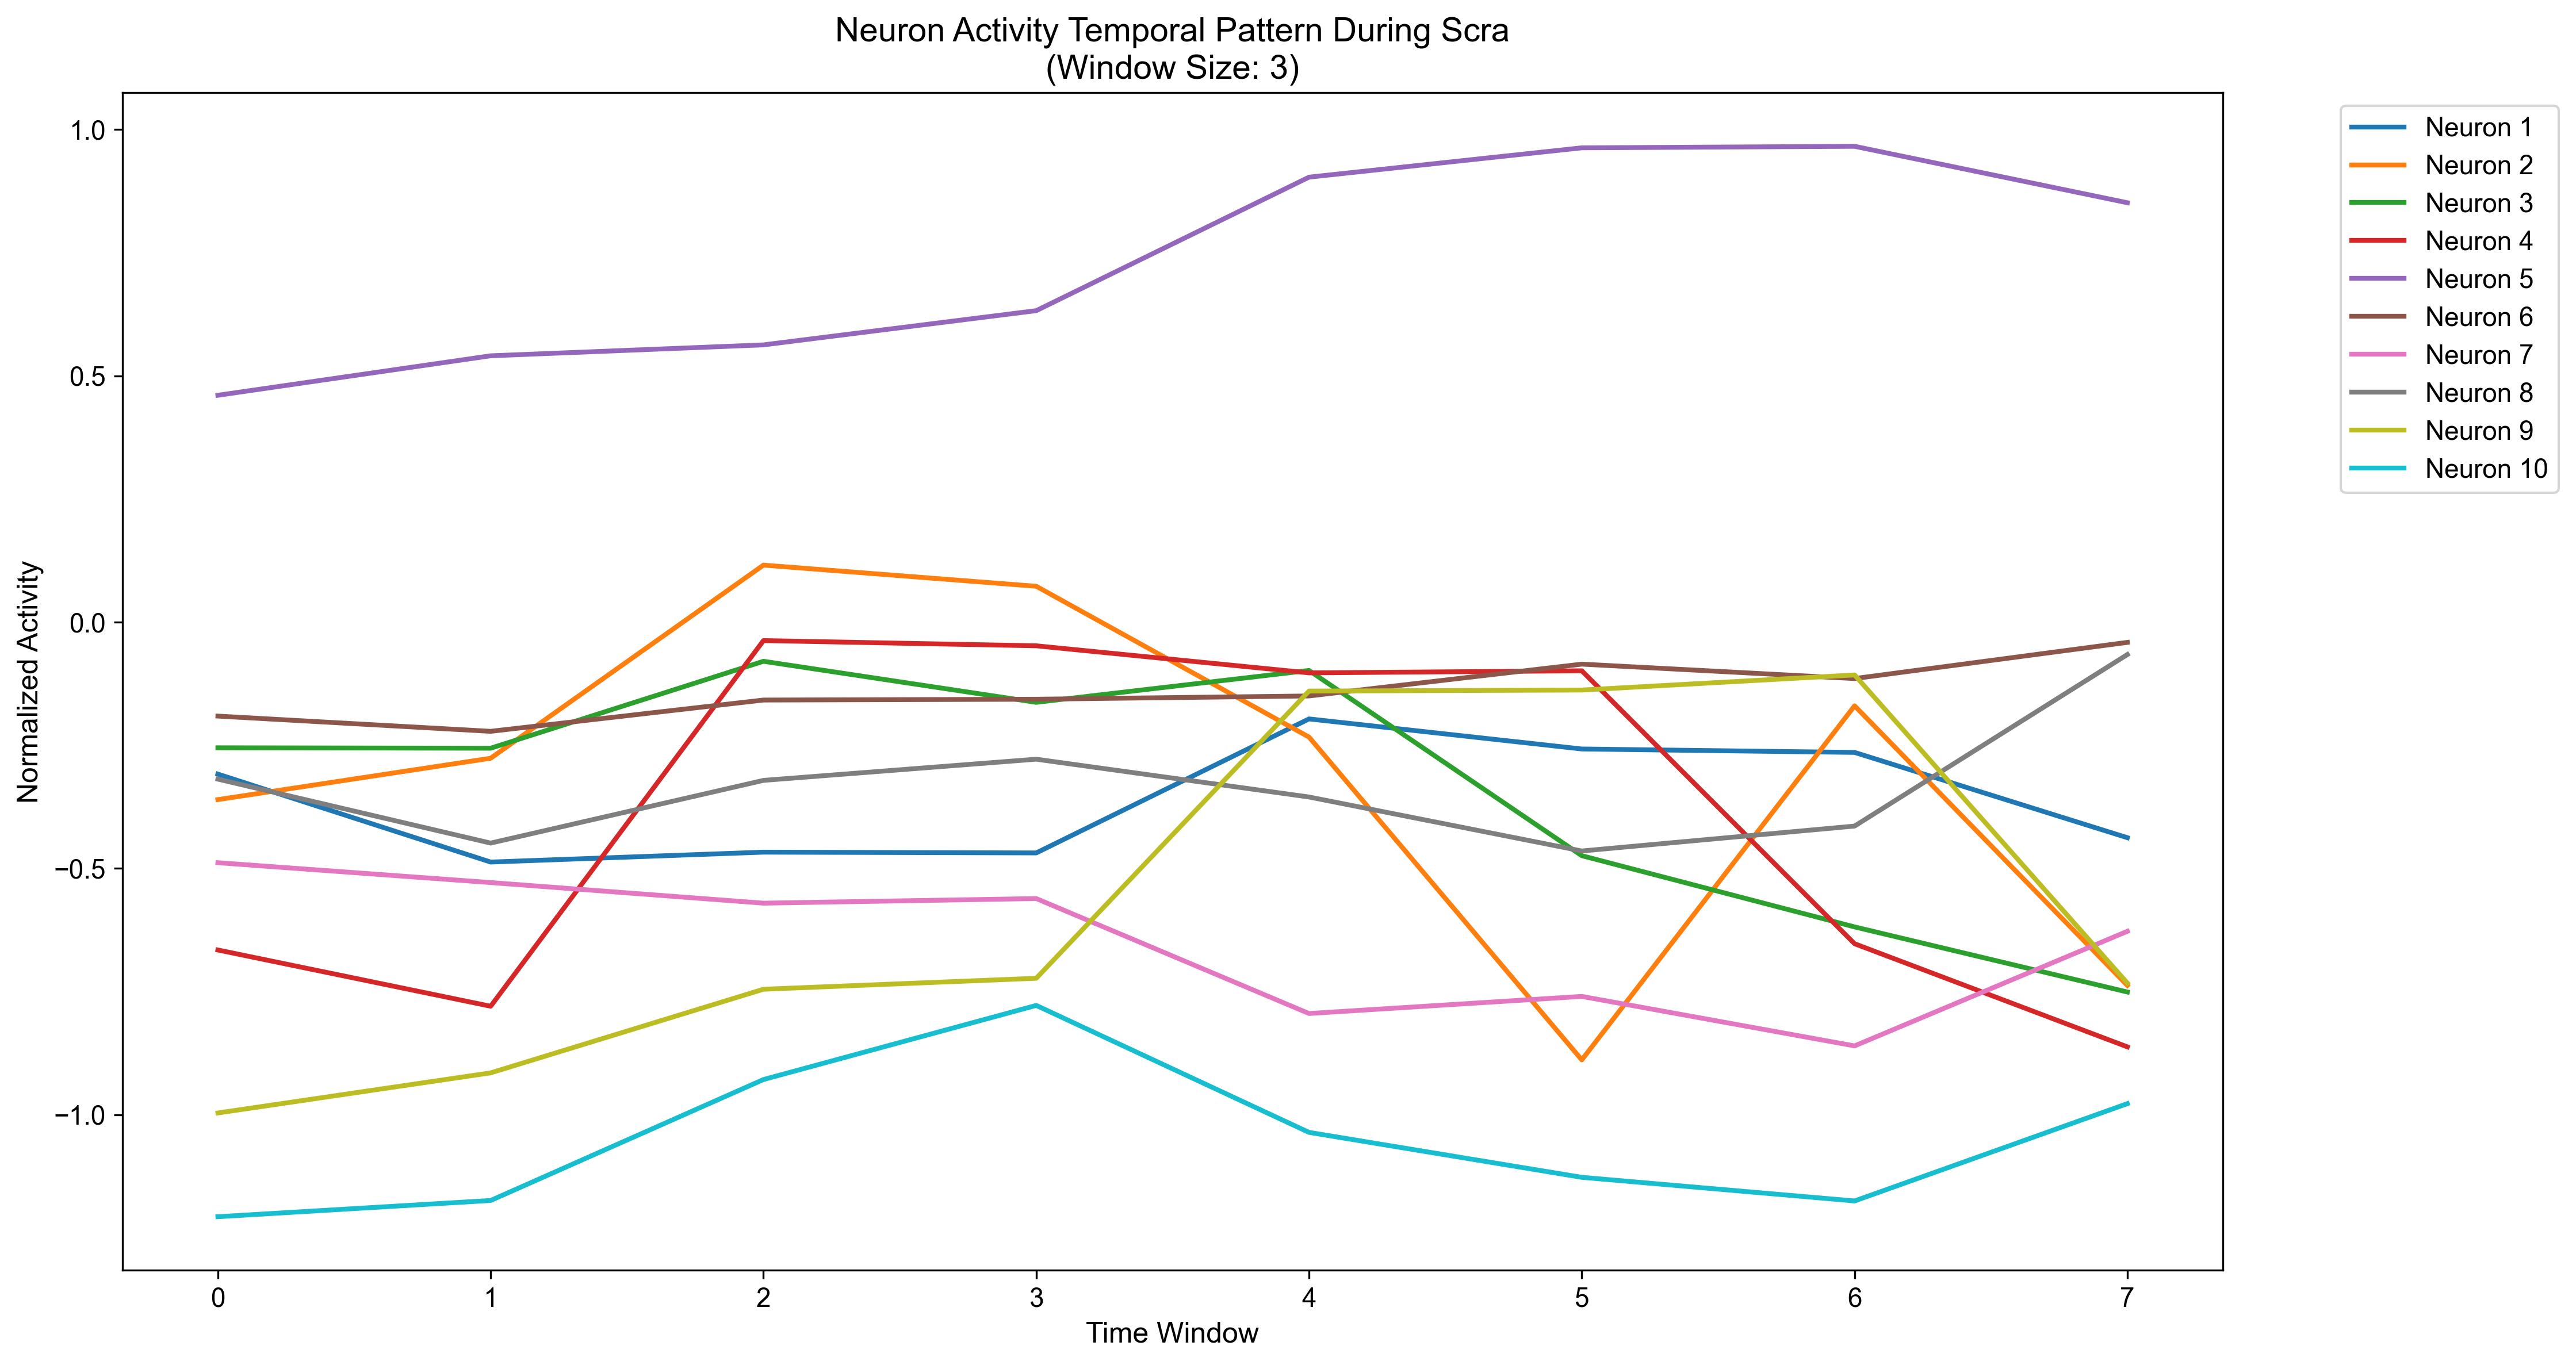 Neuron Activity Temporal Pattern During Scra
(Window Size: 3)
1.0
0.5
0.0
−0.5
−1.0
Normalized Activity
0 1 2 3 4 5 6 7
Time Window
Neuron 1
Neuron 2
Neuron 3
Neuron 4
Neuron 5
Neuron 6
Neuron 7
Neuron 8
Neuron 9
Neuron 10